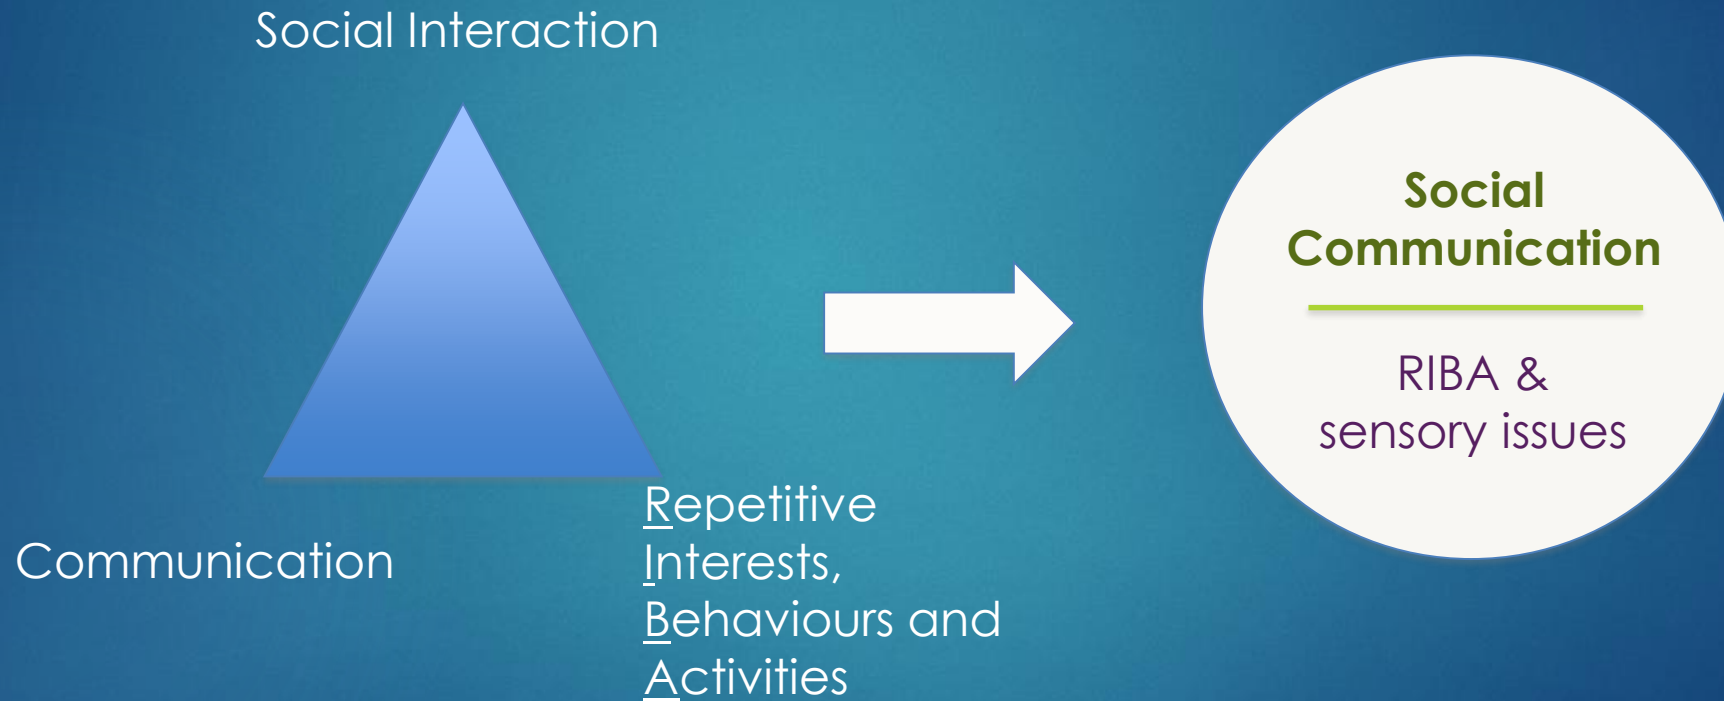 Social Interaction
Communication
Repetitive
Interests,
Behaviours and
Activities
Social
Communication
RIBA &
sensory issues